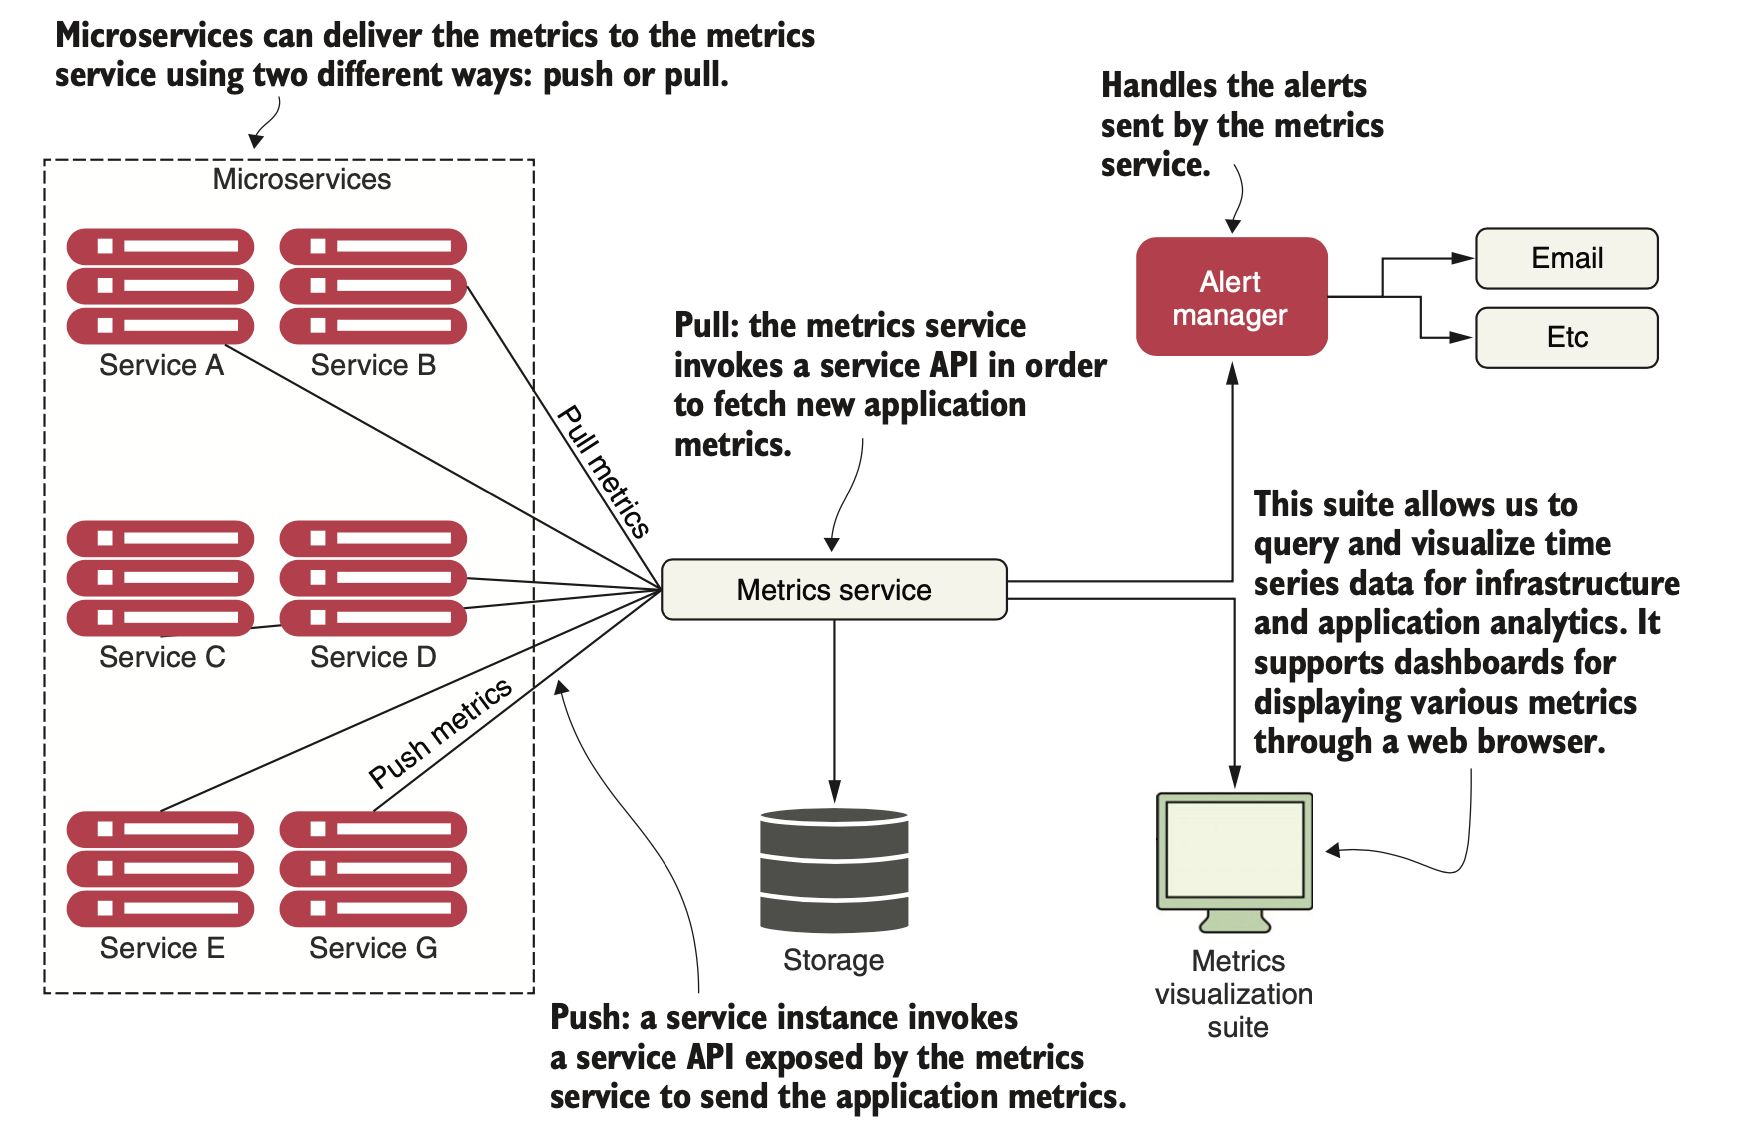 Microservices can deliver the metrics to the metrics
service using two different ways: push or pull.
Handles the alerts
sent by the metrics
service.
Microservices
Service A
Service B
Alert
manager
Email
Etc
Pull: the metrics service
invokes a service API in order
to fetch new application
metrics.
Pull metrics
This suite allows us to
query and visualize time
series data for infrastructure
and application analytics. It
supports dashboards for
displaying various metrics
through a web browser.
Metrics service
Service C
Service D
Push metrics
Service E
Service G
Storage
Metrics
visualization
suite
Push: a service instance invokes
a service API exposed by the metrics
service to send the application metrics.